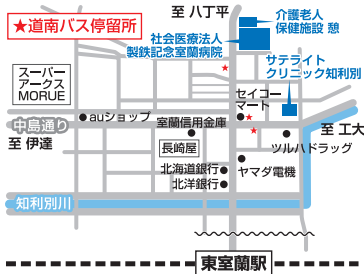 ★道南バス停留所
至 八丁平
介護老人
保健施設 憩
社会医療法人
製鉄記念室蘭病院
サテライト
クリニック知利別
スーパー
アークス
MORUE
セイコー
マート
auショップ
中島通り
室蘭信用金庫
至 工大
至 伊達
長崎屋
ツルハドラッグ
北海道銀行
ヤマダ電機
北洋銀行
知利別川
東室蘭駅